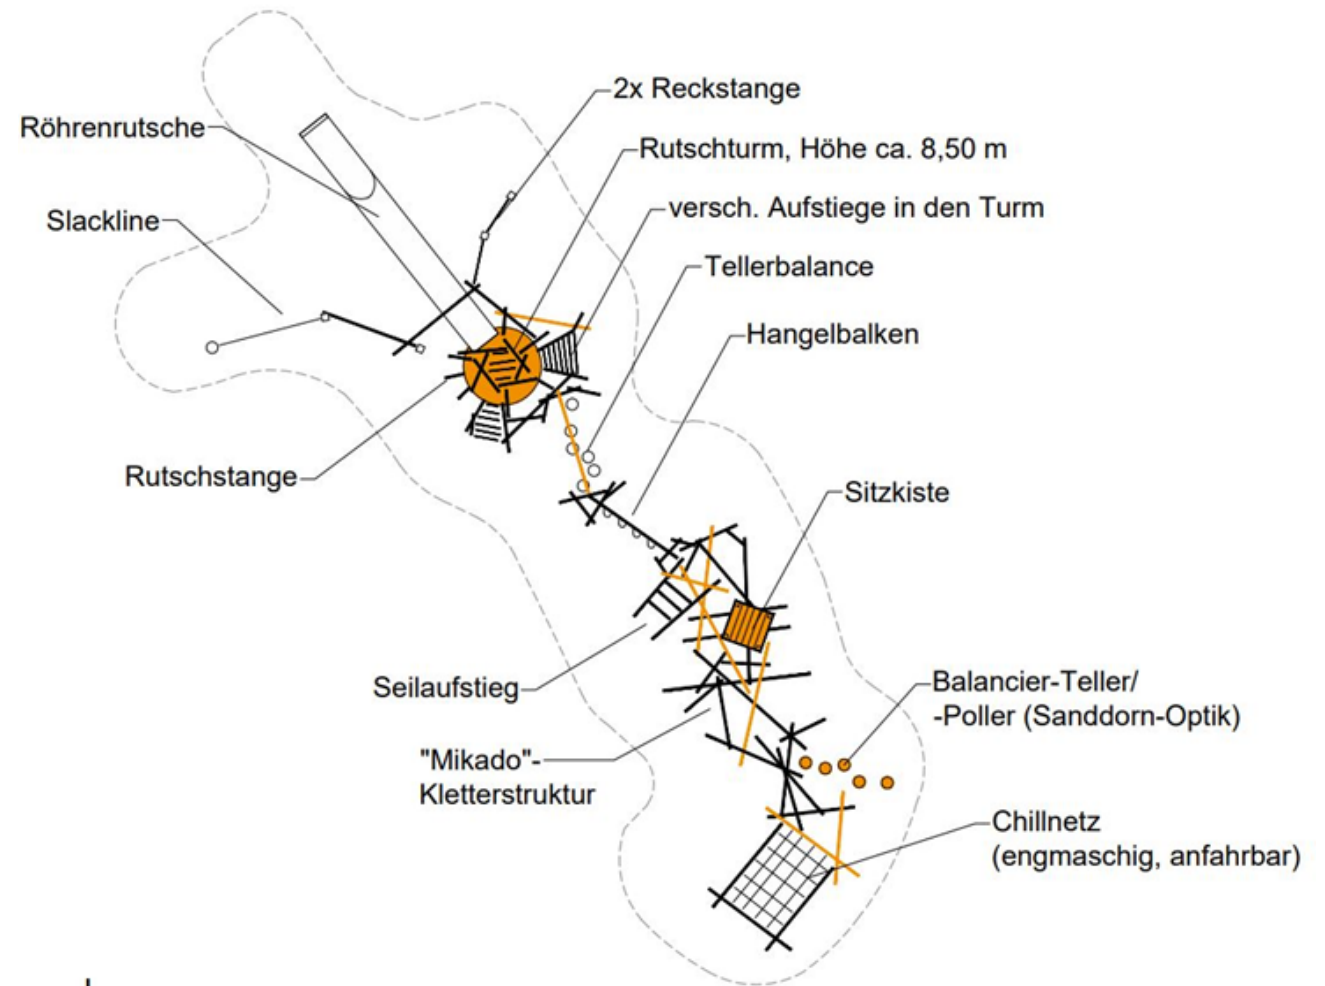 2x Reckstange
Röhrenrutsche
Rutschturm, Höhe ca. 8,50 m
versch. Aufstiege in den Turm
Slackline
Tellerbalance
Hangelbalken
Rutschstange
Sitzkiste
Seilaufstieg
Balancier-Teller/
-Poller (Sanddorn-Optik)
"Mikado"-
Kletterstruktur
Chillnetz
(engmaschig, anfahrbar)